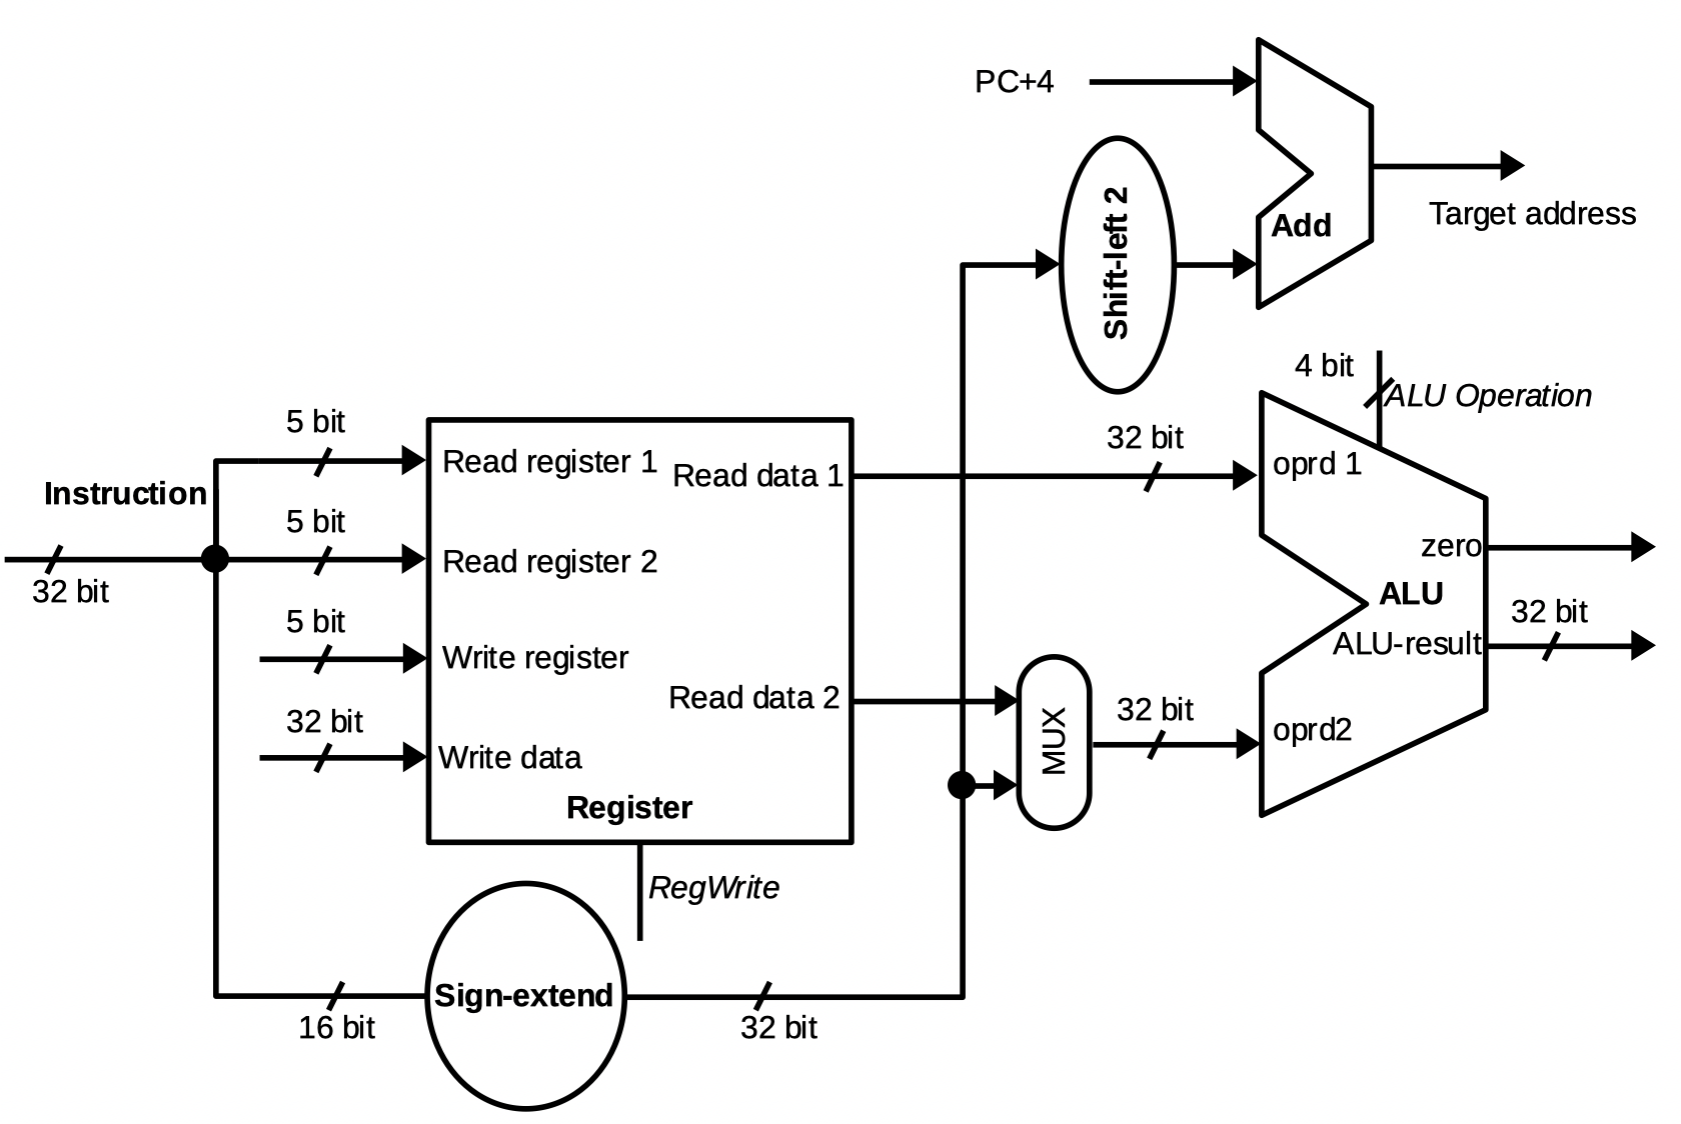 PC+4
Shift-left 2
Add
Target address
4 bit
ALU Operation
5 bit
32 bit
Read register 1
Read data 1
oprd 1
Instruction
5 bit
32 bit
Read register 2
zero
ALU
5 bit
32 bit
Write register
ALU-result
Read data 2
MUX
32 bit
oprd2
32 bit
Write data
Register
RegWrite
Sign-extend
16 bit
32 bit